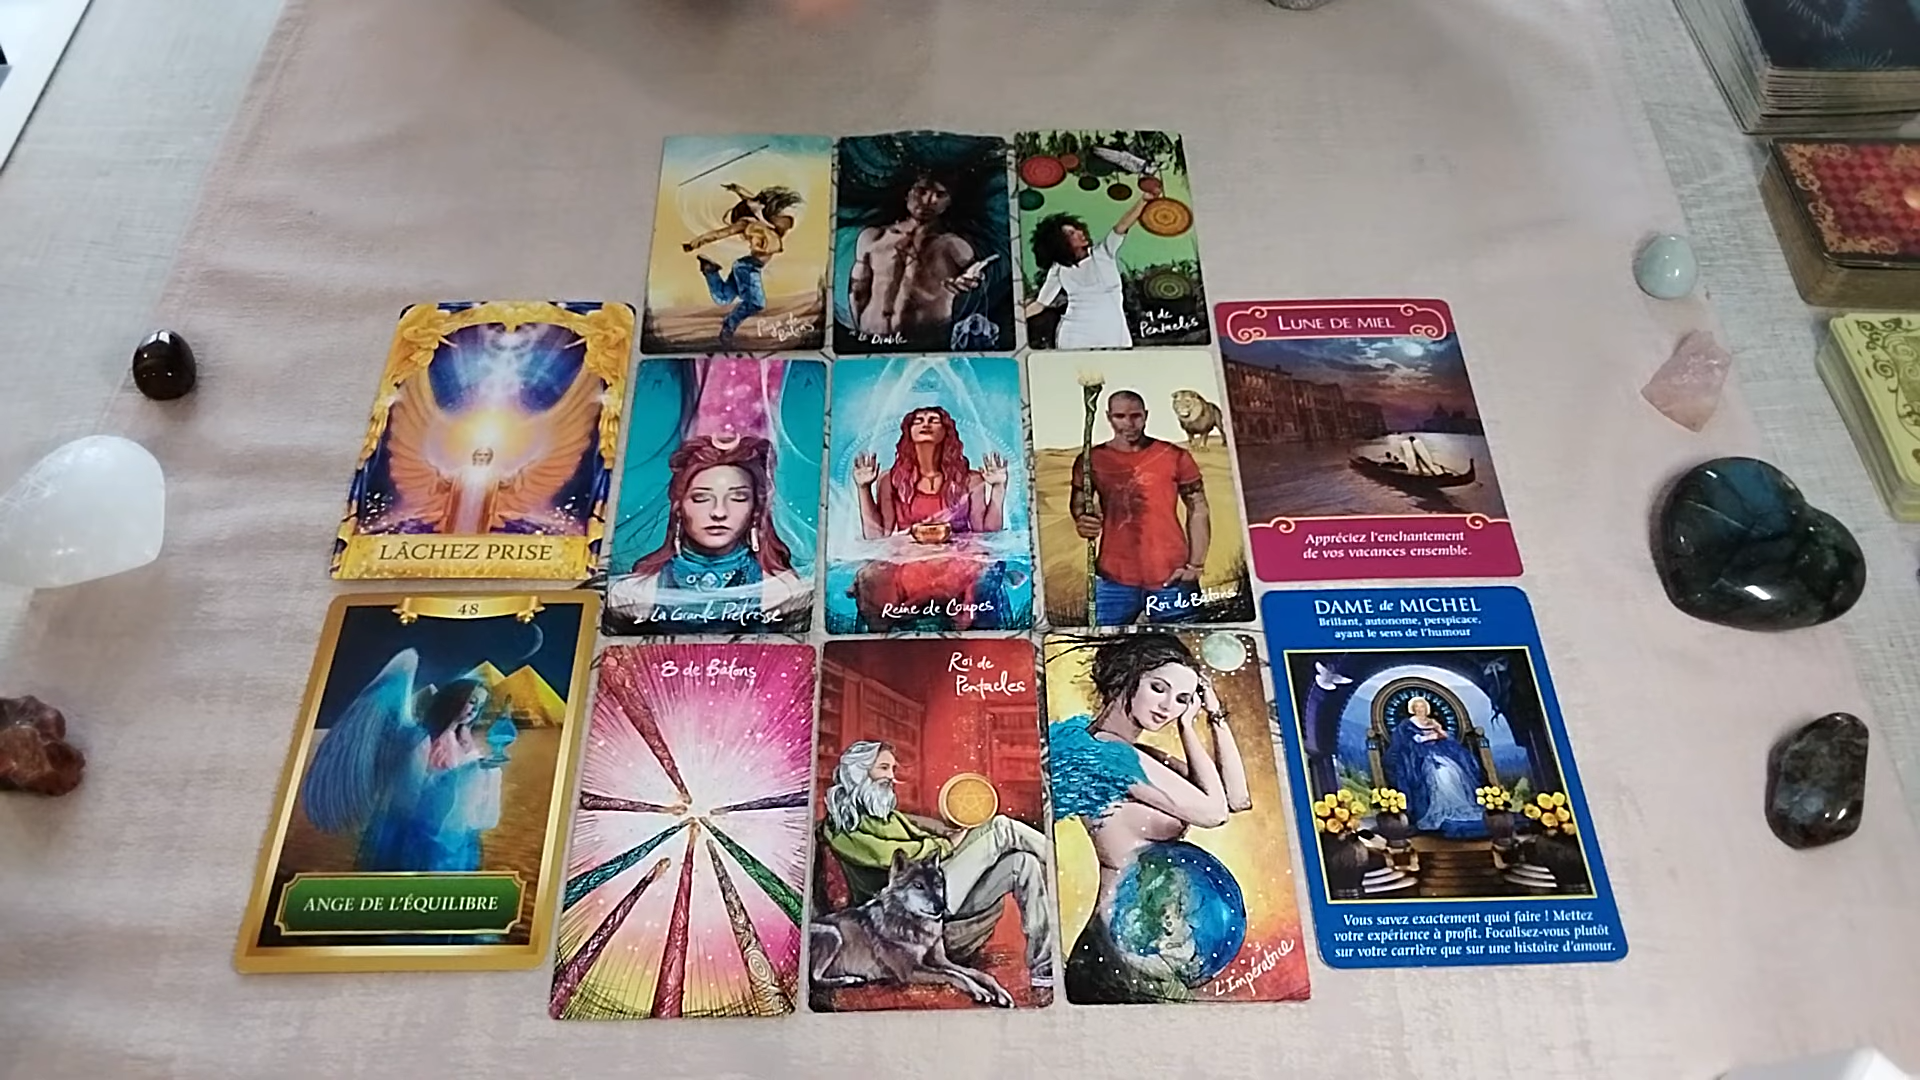 Page de
Bâtons
Le Diable
9 de
Pentacles
LÂCHEZ PRISE
2 La Grande Prêtresse
Reine de Coupes
Roi de Bâtons
LUNE DE MIEL
Appréciez l'enchantement
de vos vacances ensemble.
48
ANGE DE L'ÉQUILIBRE
8 de Bâtons
Roi de
Pentacles
3
L'Impératrice
DAME de MICHEL
Brillant, autonome, perspicace,
ayant le sens de l'humour
Vous savez exactement quoi faire ! Mettez
votre expérience à profit. Focalisez-vous plutôt
sur votre carrière que sur une histoire d'amour.